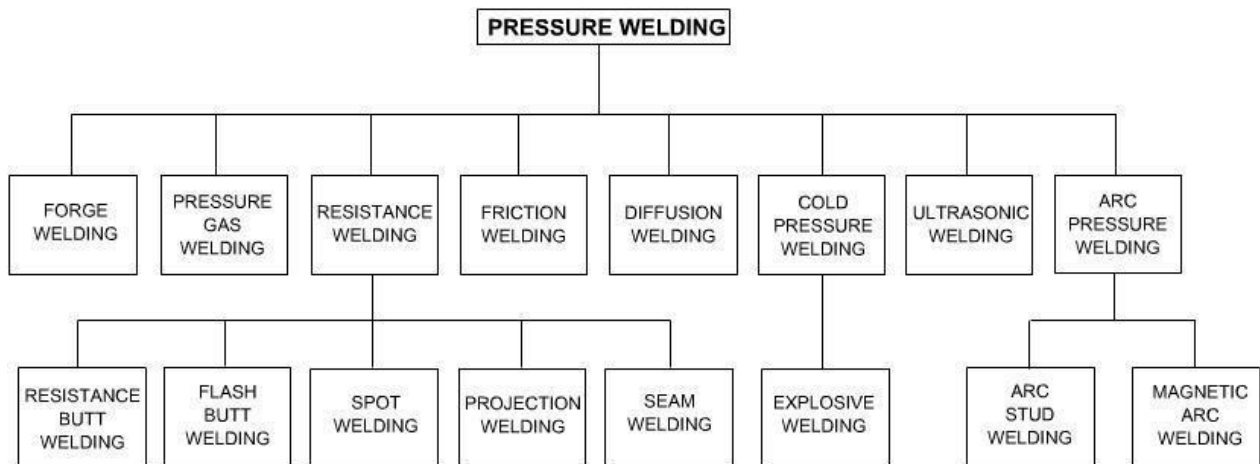 PRESSURE WELDING
FORGE
WELDING
PRESSURE
GAS
WELDING
RESISTANCE
WELDING
FRICTION
WELDING
DIFFUSION
WELDING
COLD
PRESSURE
WELDING
ULTRASONIC
WELDING
ARC
PRESSURE
WELDING
RESISTANCE
BUTT
WELDING
FLASH
BUTT
WELDING
SPOT
WELDING
PROJECTION
WELDING
SEAM
WELDING
EXPLOSIVE
WELDING
ARC
STUD
WELDING
MAGNETIC
ARC
WELDING